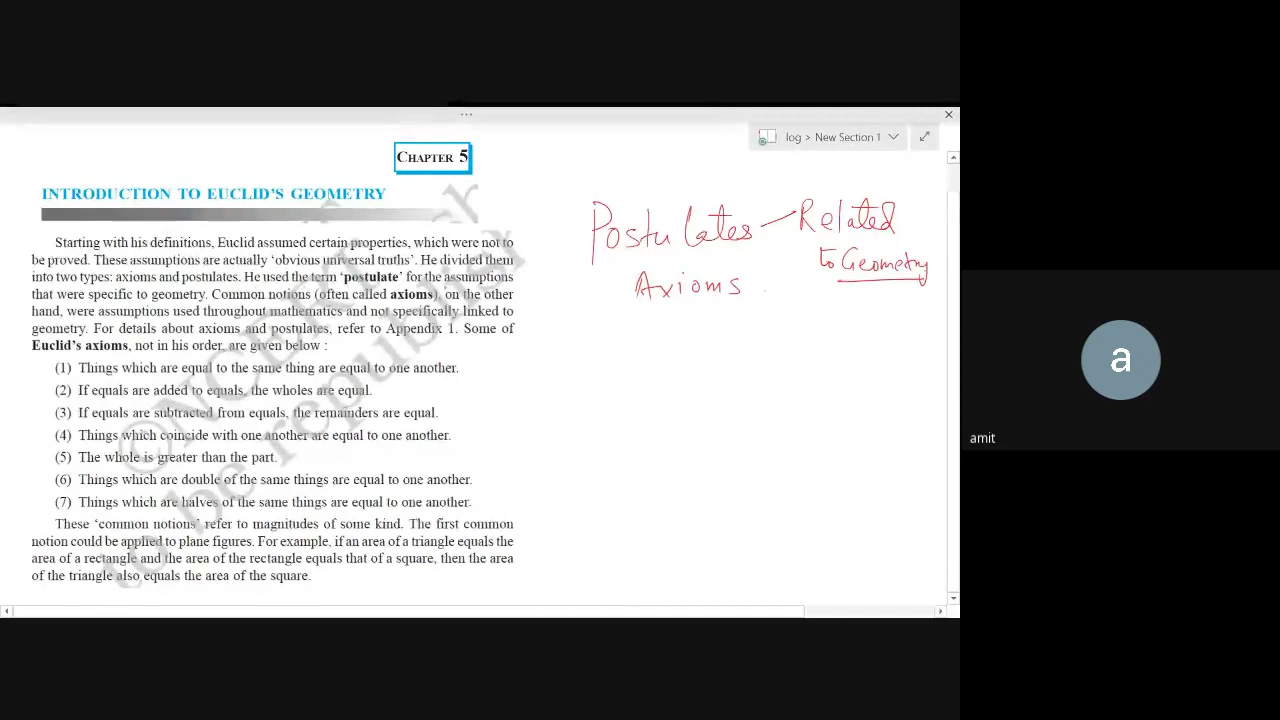 ...
log > New Section 1
CHAPTER 5
INTRODUCTION TO EUCLID'S GEOMETRY
Starting with his definitions, Euclid assumed certain properties, which were not to
be proved. These assumptions are actually 'obvious universal truths'. He divided them
into two types: axioms and postulates. He used the term 'postulate' for the assumptions
that were specific to geometry. Common notions (often called axioms), on the other
hand, were assumptions used throughout mathematics and not specifically linked to
geometry. For details about axioms and postulates, refer to Appendix 1. Some of
Euclid's axioms, not in his order, are given below :
(1) Things which are equal to the same thing are equal to one another.
(2) If equals are added to equals, the wholes are equal.
(3) If equals are subtracted from equals, the remainders are equal.
(4) Things which coincide with one another are equal to one another.
(5) The whole is greater than the part.
(6) Things which are double of the same things are equal to one another.
(7) Things which are halves of the same things are equal to one another.
These 'common notions' refer to magnitudes of some kind. The first common
notion could be applied to plane figures. For example, if an area of a triangle equals the
area of a rectangle and the area of the rectangle equals that of a square, then the area
of the triangle also equals the area of the square.
©NCERT
to be republish
Postulates — Related
to Geometry
Axioms
a
amit